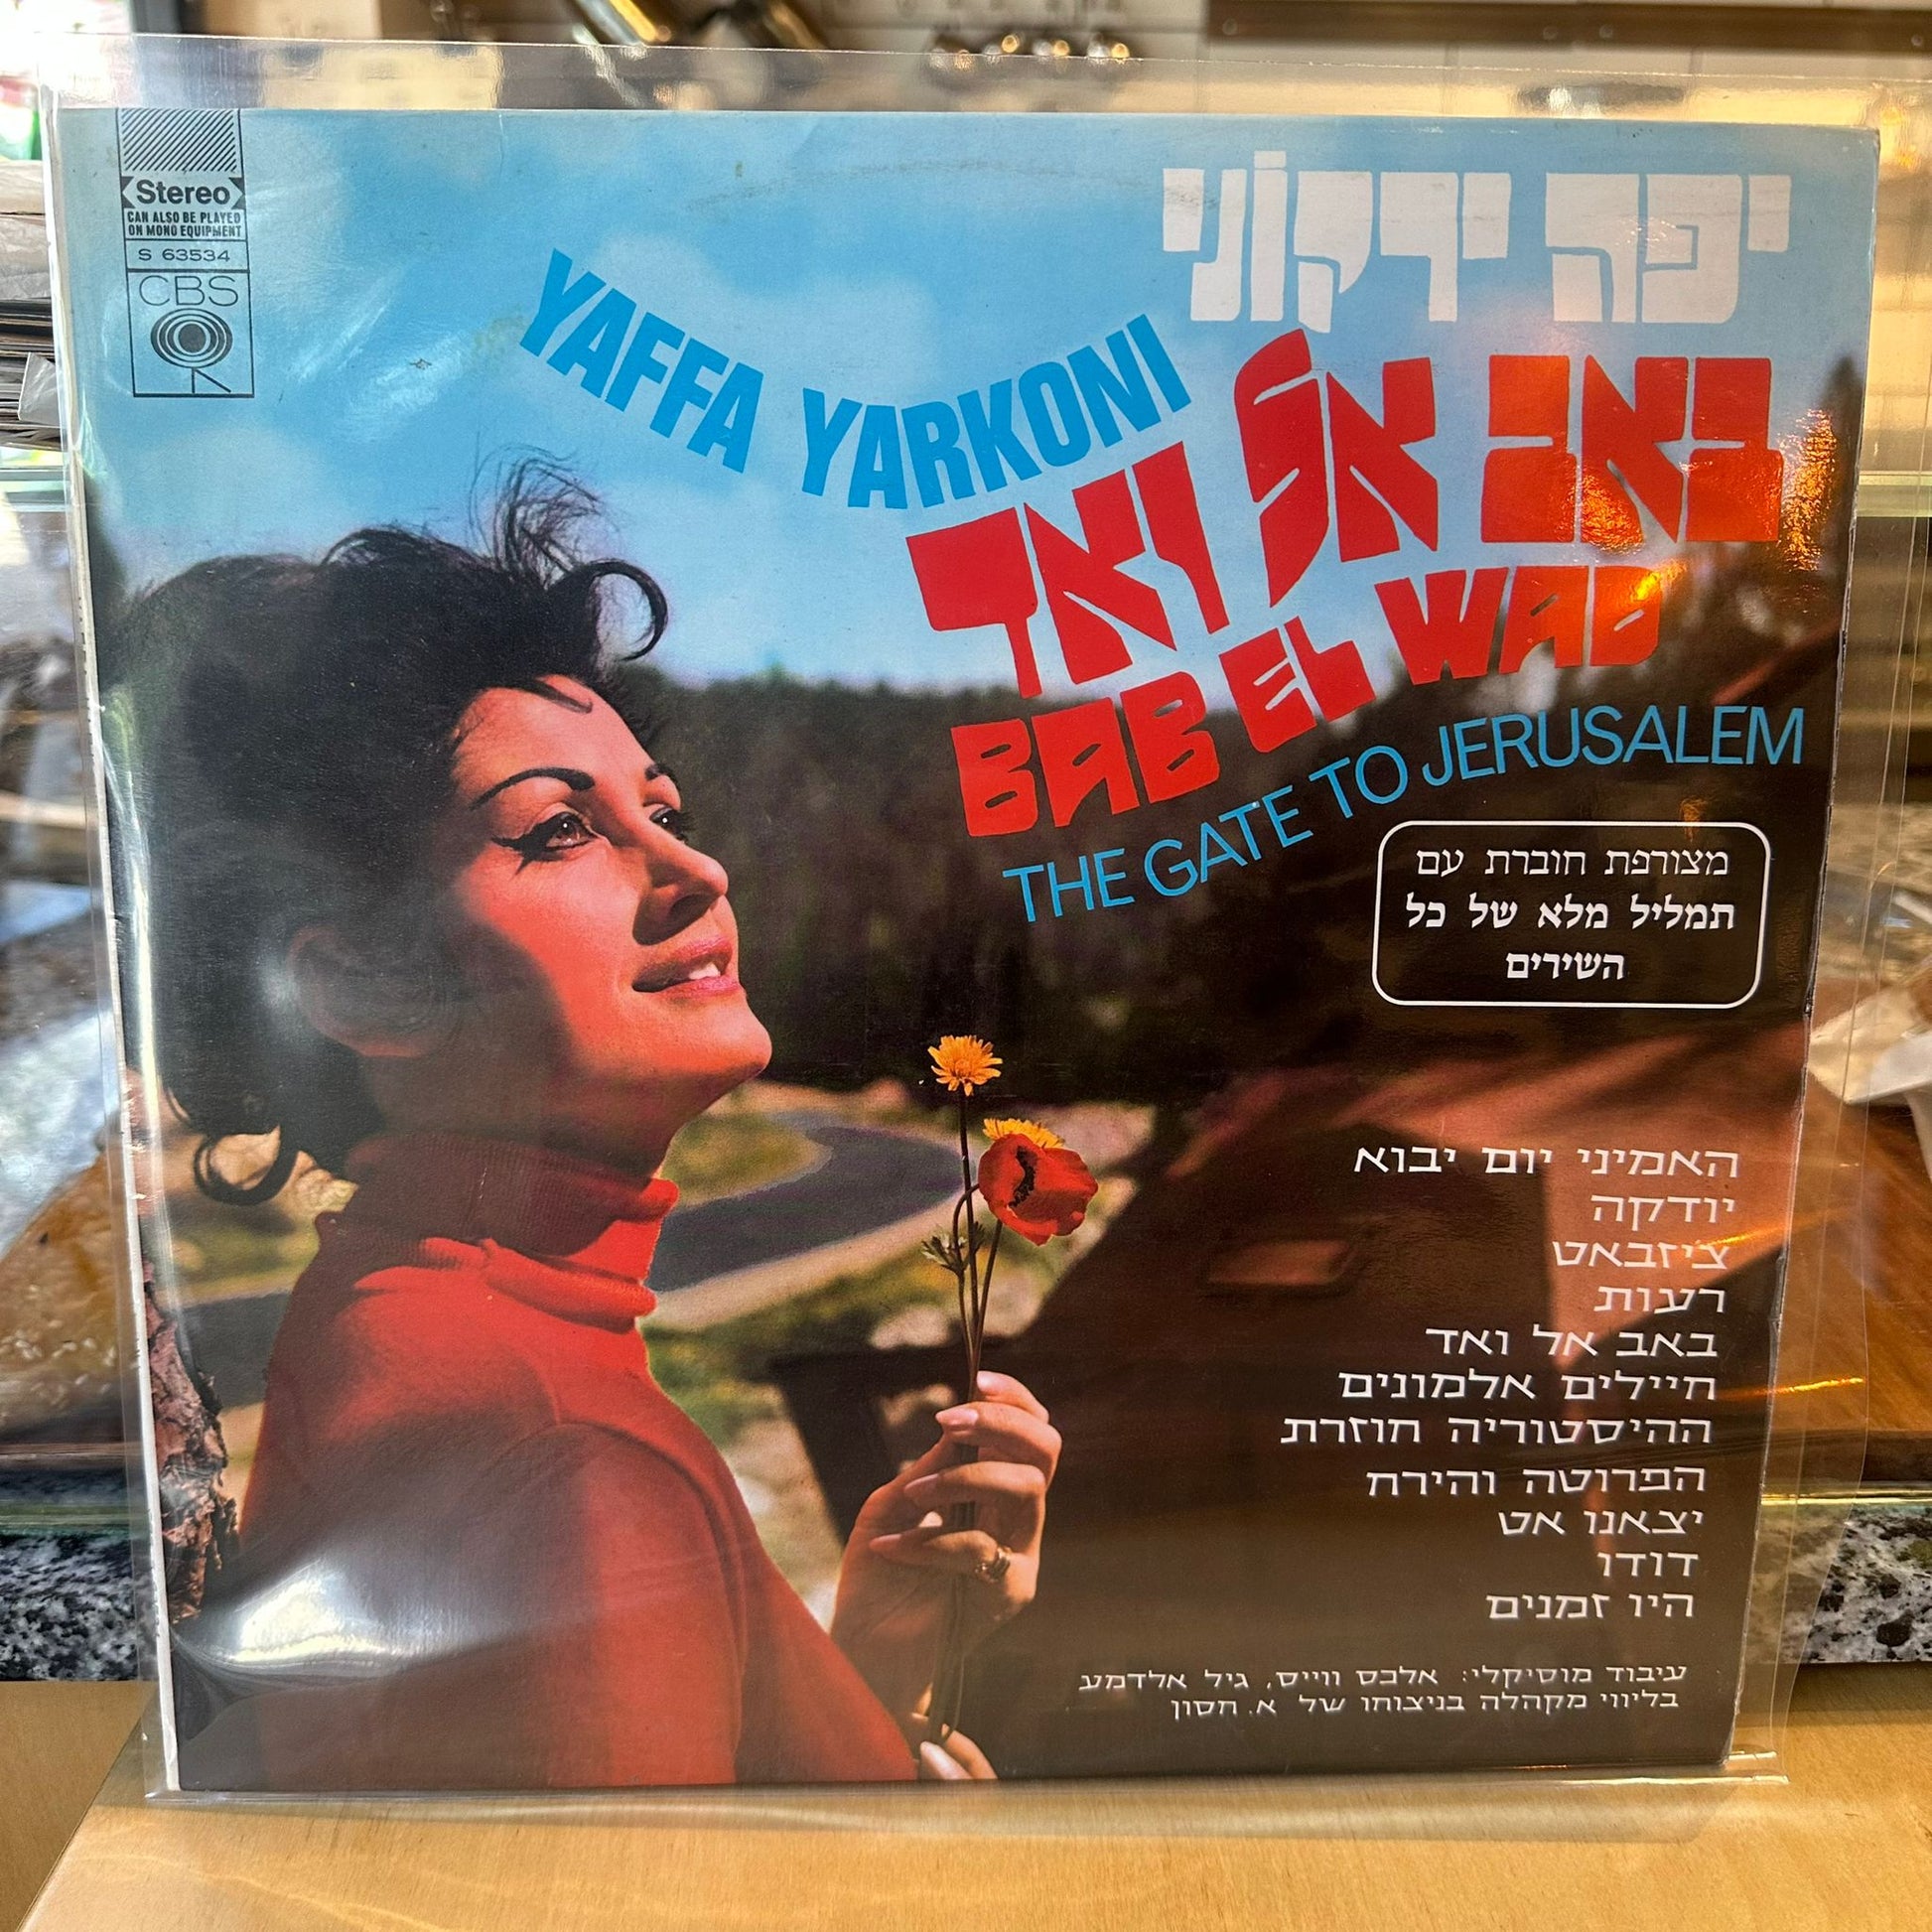 Stereo
CAN ALSO BE PLAYED
ON MONO EQUIPMENT
S 63534
CBS
יפה ירקוני
YAFFA YARKONI
באב אל ואד
BAB EL WAD
THE GATE TO JERUSALEM
מצורפת חוברת עם
תמליל מלא של כל
השירים
האמיני יום יבוא
יודקה
ציזבאט
רעות
באב אל ואד
חיילים אלמונים
ההיסטוריה חוזרת
הפרוטה והירח
יצאנו אט
דודו
היו זמנים
עיבוד מוסיקלי: אלכס ווייס, גיל אלדמע
בליווי מקהלה בניצוחו של א. חסון